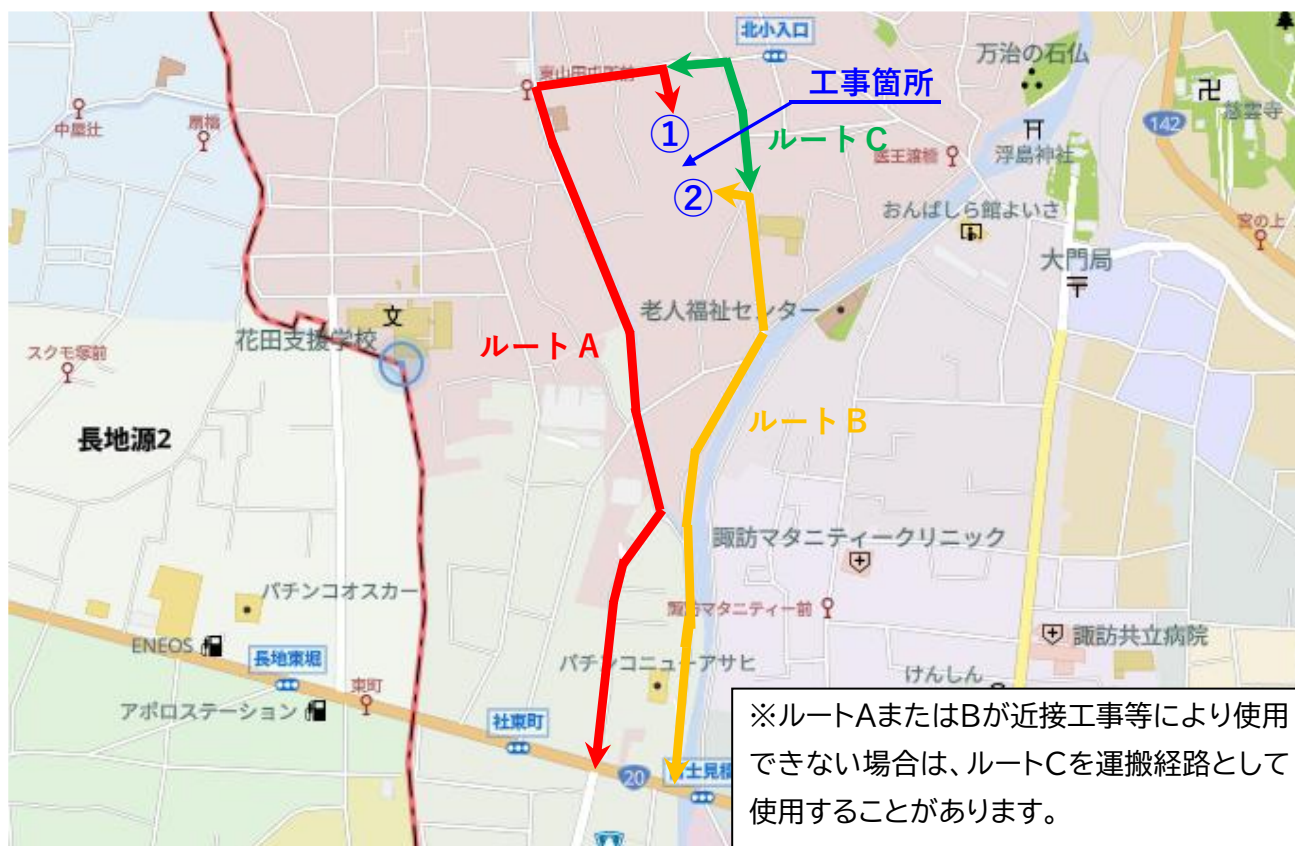 北小入口
万治の石仏
工事箇所
東山田屯所前
142
慈雲寺
中屋辻
扇橋
①
ルートC
医王渡橋
浮島神社
②
おんばしら館よいさ
宮の上
大門局
文
老人福祉センター
花田支援学校
ルートA
スクモ塚前
長地源2
ルートB
諏訪マタニティークリニック
パチンコオスカー
諏訪マタニティー前
ENEOS
長地東堀
諏訪共立病院
パチンコニューアサヒ
けんしん
東町
アポロステーション
社東町
20
富士見橋
※ルートAまたはBが近接工事等により使用
できない場合は、ルートCを運搬経路として
使用することがあります。